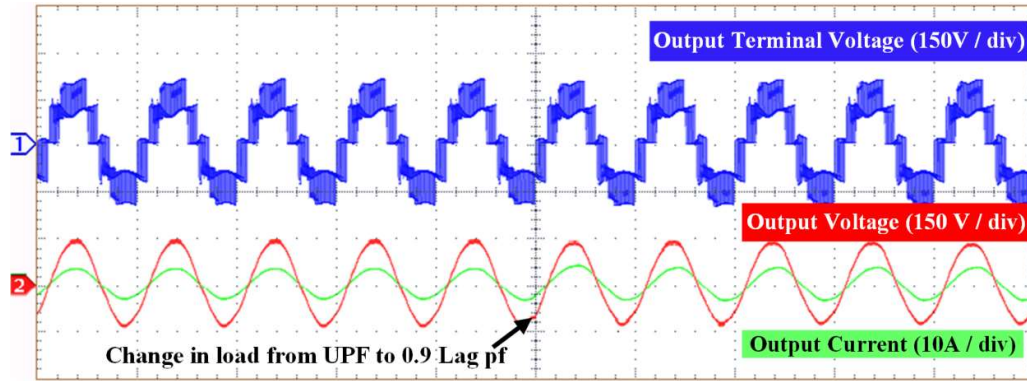 Output Terminal Voltage (150V / div)
1
Output Voltage (150 V / div)
2
Change in load from UPF to 0.9 Lag pf
Output Current (10A / div)